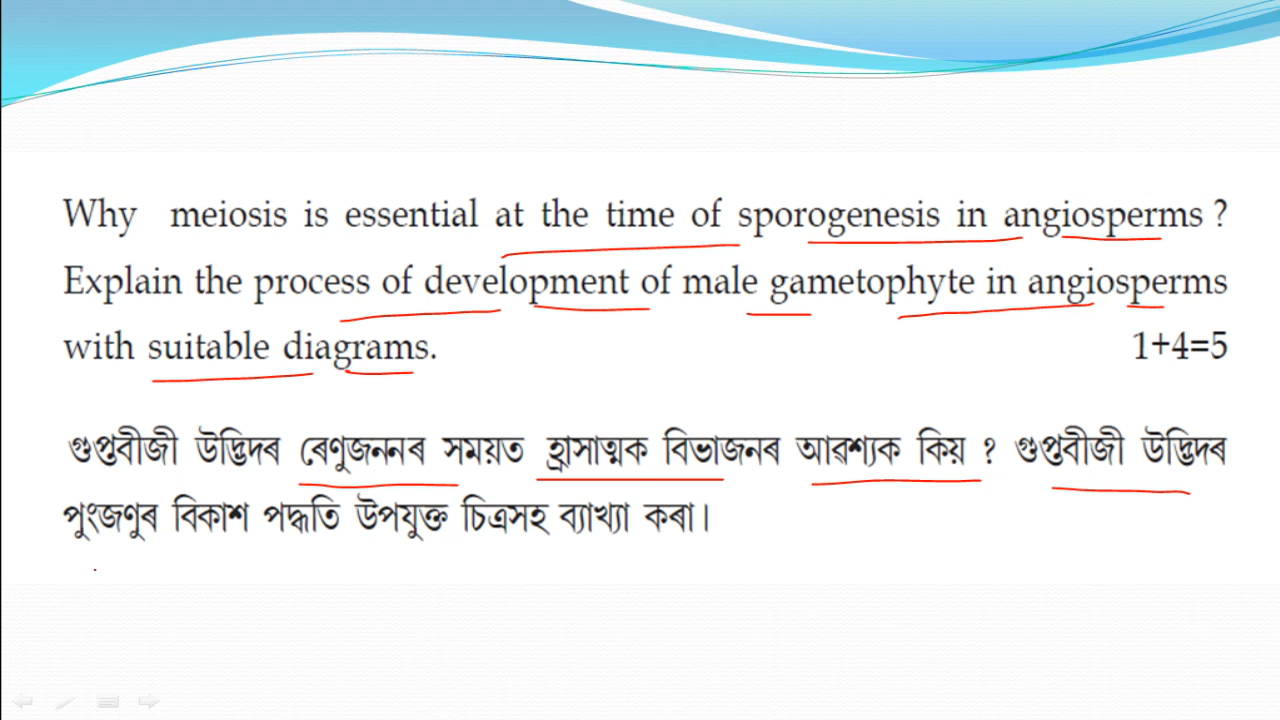 Why meiosis is essential at the time of sporogenesis in angiosperms ?
Explain the process of development of male gametophyte in angiosperms
with suitable diagrams. 1+4=5
গুপ্তবীজী উদ্ভিদৰ ৰেণুজননৰ সময়ত হ্ৰাসাত্মক বিভাজনৰ আৱশ্যক কিয় ? গুপ্তবীজী উদ্ভিদৰ
পুংজণুৰ বিকাশ পদ্ধতি উপযুক্ত চিত্ৰসহ ব্যাখ্যা কৰা।